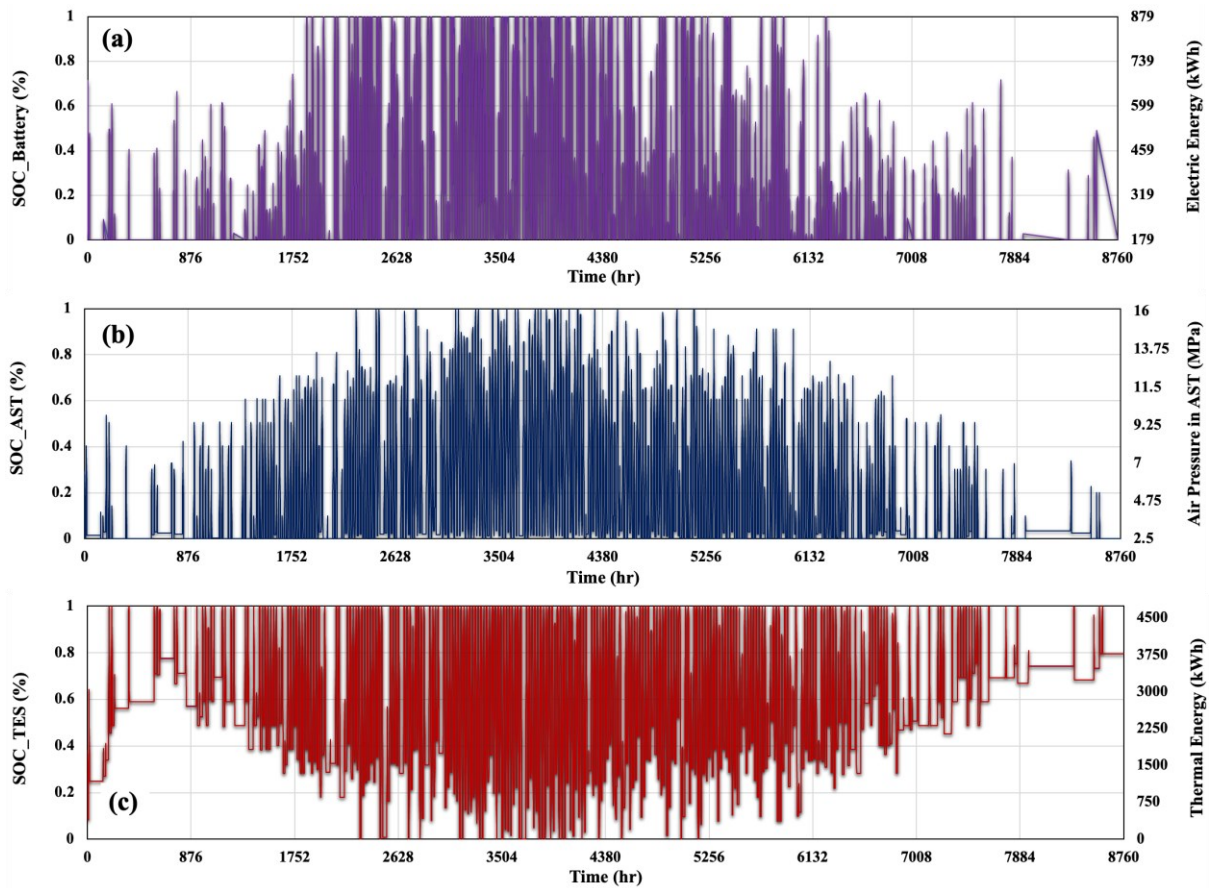 (a)
SOC_Battery (%)
1
0.8
0.6
0.4
0.2
0
879
739
599
459
319
179
Electric Energy (kWh)
0 876 1752 2628 3504 4380 5256 6132 7008 7884 8760
Time (hr)
(b)
SOC_AST (%)
1
0.8
0.6
0.4
0.2
0
16
13.75
11.5
9.25
7
4.75
2.5
Air Pressure in AST (MPa)
0 876 1752 2628 3504 4380 5256 6132 7008 7884 8760
Time (hr)
(c)
SOC_TES (%)
1
0.8
0.6
0.4
0.2
0
4500
3750
3000
2250
1500
750
0
Thermal Energy (kWh)
0 876 1752 2628 3504 4380 5256 6132 7008 7884 8760
Time (hr)